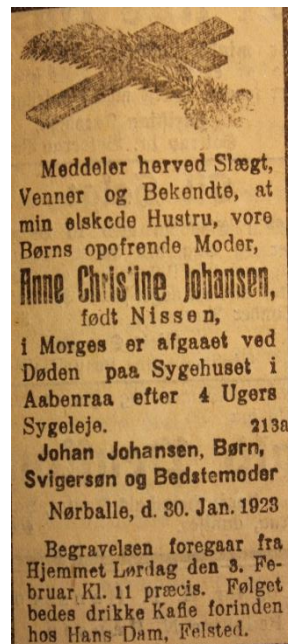 Meddeler herved Slægt,
Venner og Bekendte, at
min elskede Hustru, vore
Børns opofrende Moder,
Anne Chris'ine Johansen,
født Nissen,
i Morges er afgaaet ved
Døden paa Sygehuset i
Aabenraa efter 4 Ugers
Sygeleje. 213a
Johan Johansen, Børn,
Svigersøn og Bedstemoder
Nørballe, d. 30. Jan. 1923
Begravelsen foregaar fra
Hjemmet Lørdag den 3. Fe-
bruar Kl. 11 præcis. Følget
bedes drikke Kaffe forinden
hos Hans Dam, Felsted.